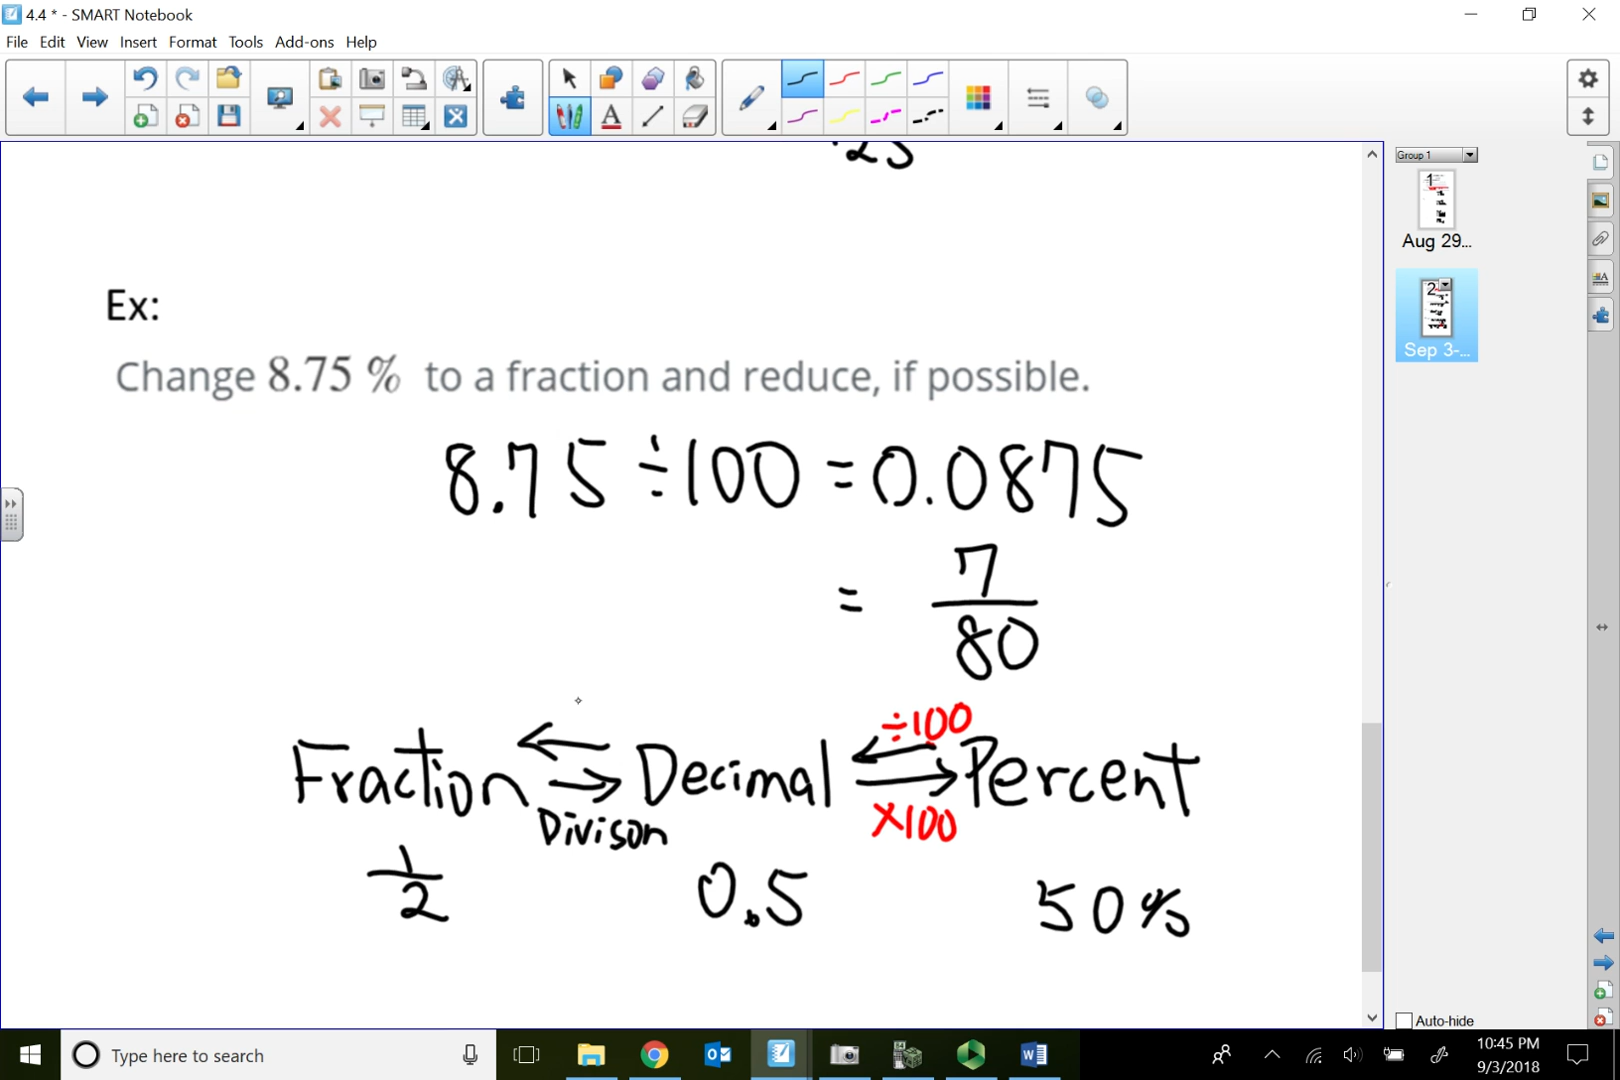 4.4 * - SMART Notebook
File Edit View Insert Format Tools Add-ons Help
Group 1
1
Aug 29...
2
Sep 3-...
Ex:
Change 8.75 % to a fraction and reduce, if possible.
8.75 ÷ 100 = 0.0875
= 7/80
÷100
Fraction ← → Decimal ← → Percent
Divison
×100
1/2 0.5 50%
Auto-hide
Type here to search
10:45 PM
9/3/2018